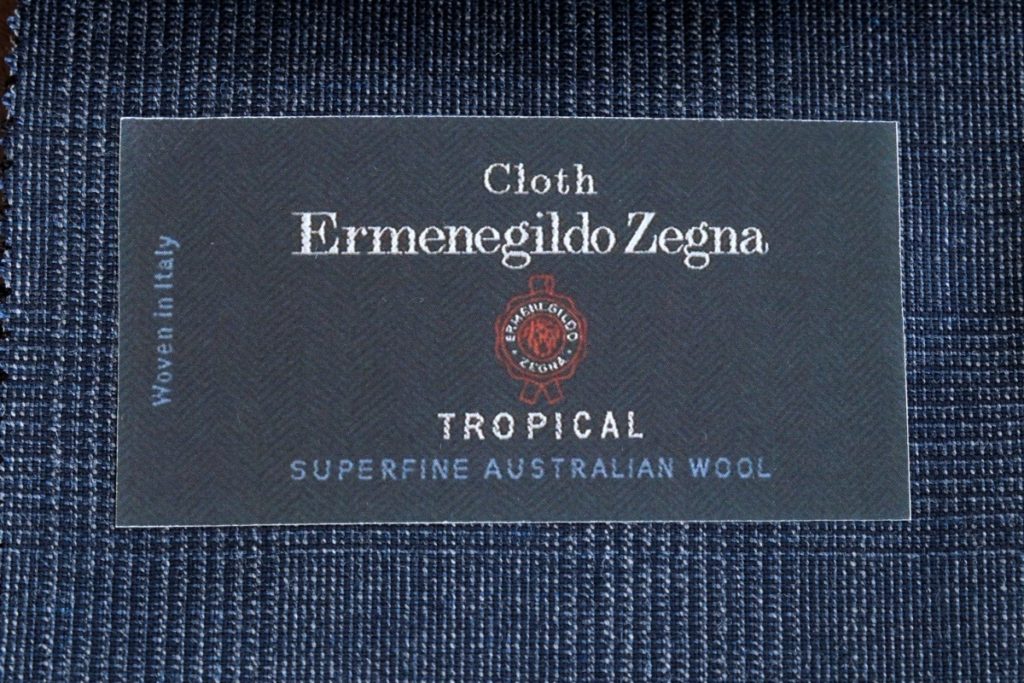 Cloth
Ermenegildo Zegna
ERMENEGILDO
ZEGNA
TROPICAL
SUPERFINE AUSTRALIAN WOOL
Woven in Italy